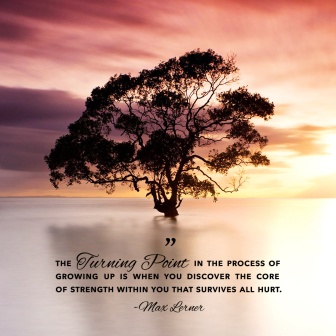 ”
THE Turning Point IN THE PROCESS OF
GROWING UP IS WHEN YOU DISCOVER THE CORE
OF STRENGTH WITHIN YOU THAT SURVIVES ALL HURT.
-Max Lerner